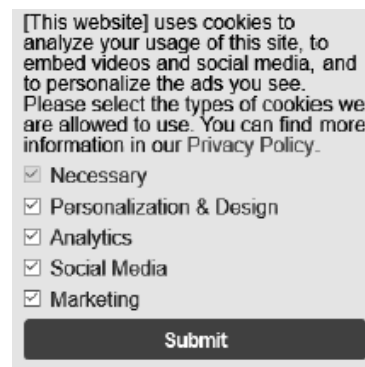 [This website] uses cookies to
analyze your usage of this site, to
embed videos and social media, and
to personalize the ads you see.
Please select the types of cookies we
are allowed to use. You can find more
information in our Privacy Policy.
Necessary
Personalization & Design
Analytics
Social Media
Marketing
Submit